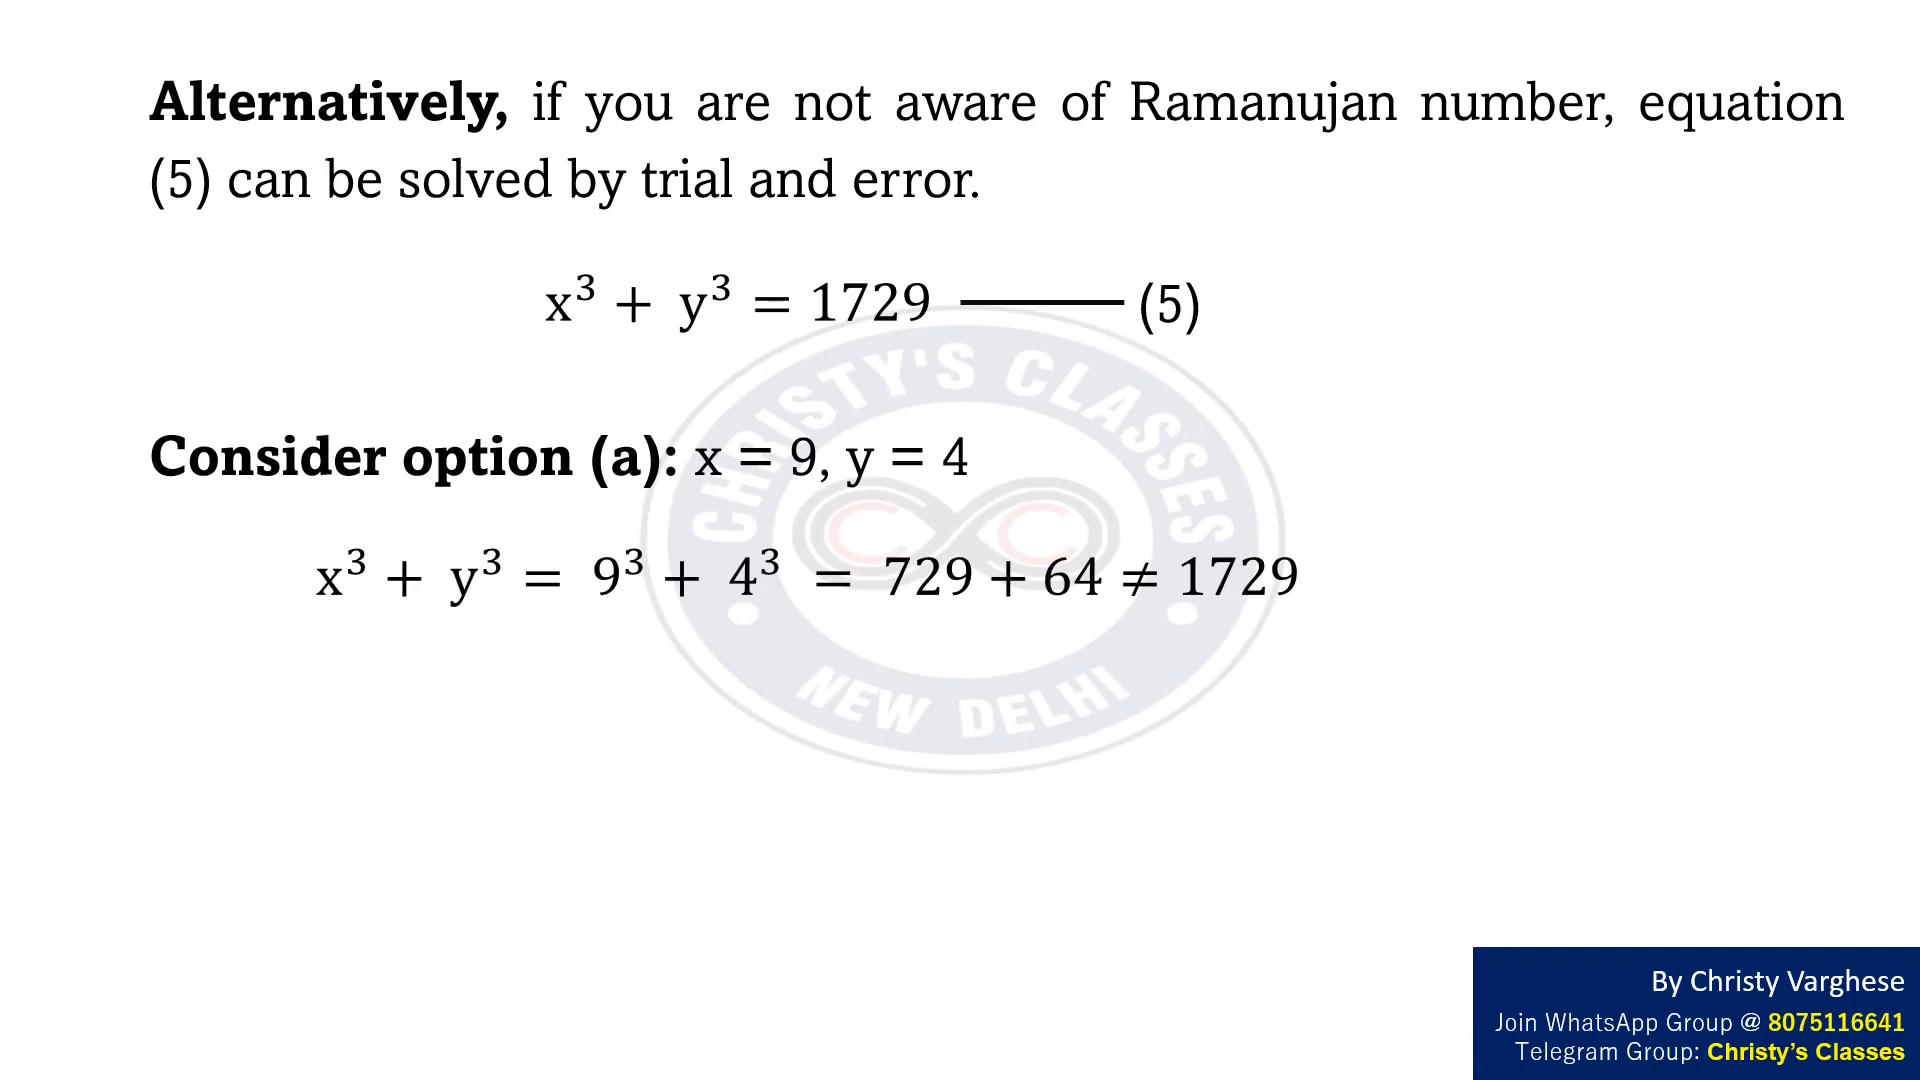 Alternatively, if you are not aware of Ramanujan number, equation
(5) can be solved by trial and error.
x³ + y³ = 1729 ——— (5)
CHRISTY'S CLASSES
Consider option (a): x = 9, y = 4
CC
x³ + y³ = 9³ + 4³ = 729 + 64 ≠ 1729
NEW DELHI
By Christy Varghese
Join WhatsApp Group @ 8075116641
Telegram Group: Christy’s Classes